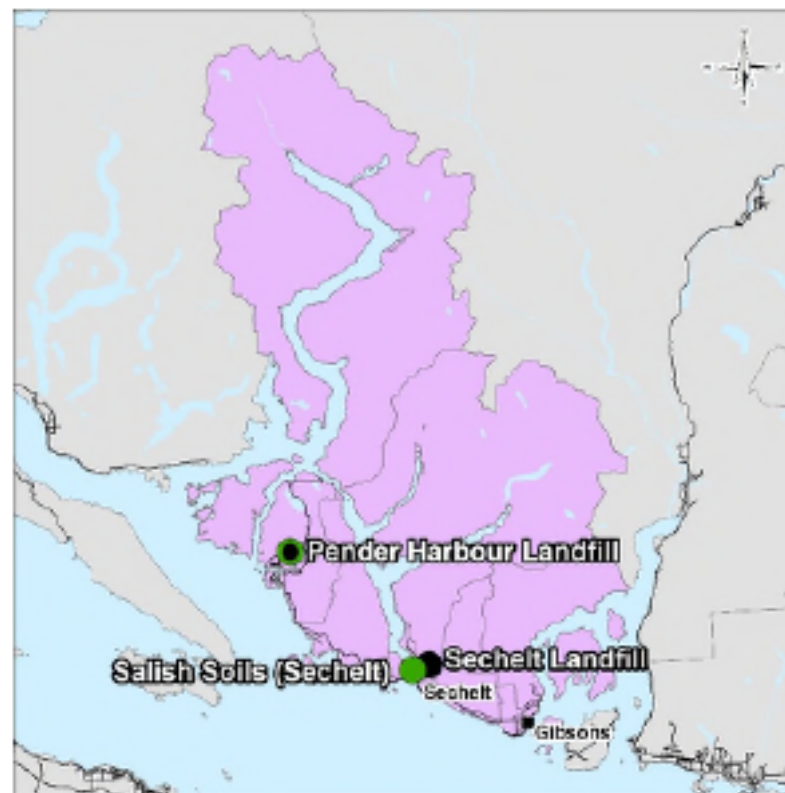 Pender Harbour Landfill
Sechelt Landfill
Salish Soils (Sechelt)
Sechelt
Gibsons